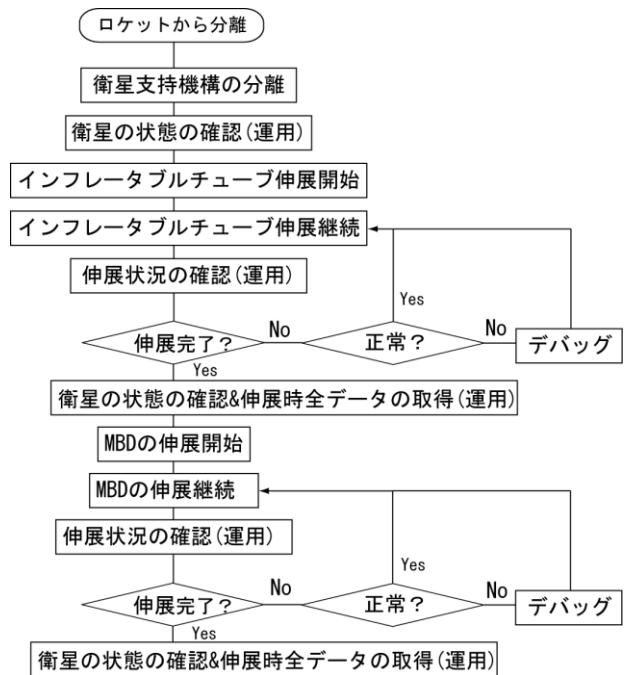 ロケットから分離
衛星支持機構の分離
衛星の状態の確認(運用)
インフレータブルチューブ伸展開始
インフレータブルチューブ伸展継続
伸展状況の確認(運用)
Yes
伸展完了?
No
正常?
No
デバッグ
Yes
衛星の状態の確認&伸展時全データの取得(運用)
MBDの伸展開始
MBDの伸展継続
伸展状況の確認(運用)
Yes
伸展完了?
No
正常?
No
デバッグ
Yes
衛星の状態の確認&伸展時全データの取得(運用)